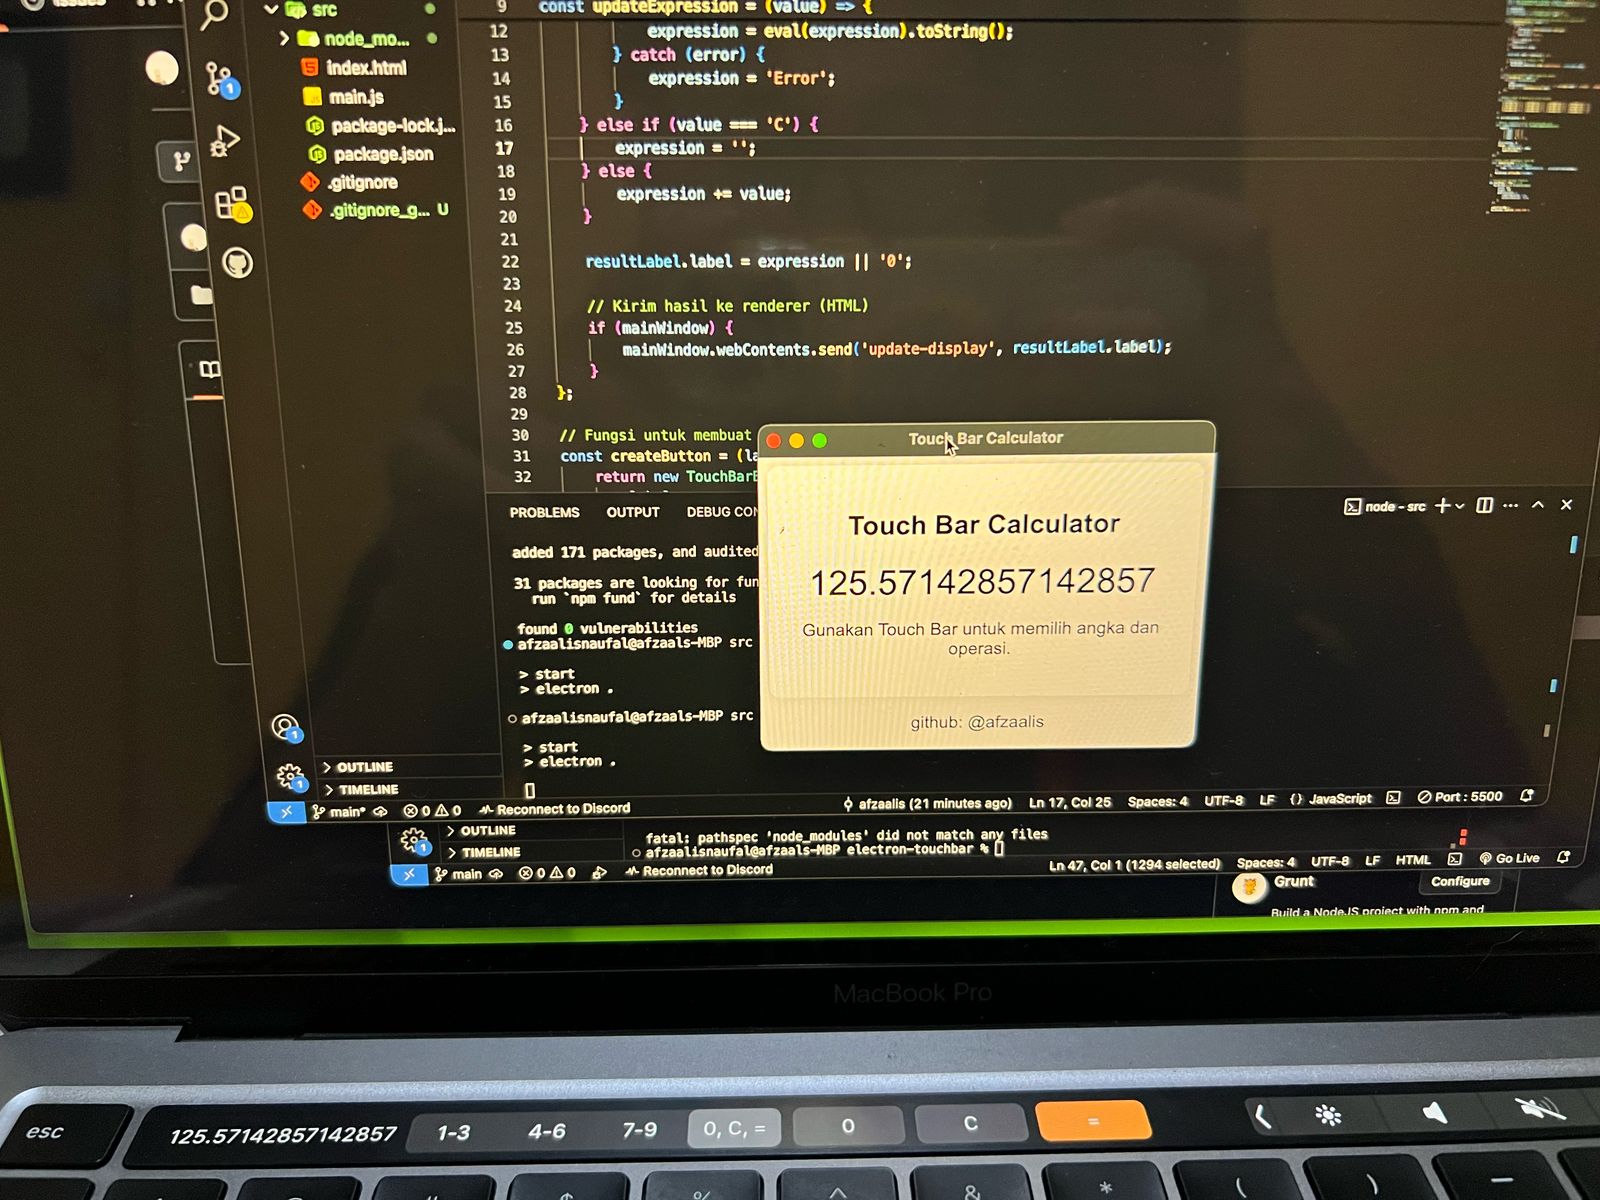 src
node_mo...
index.html
main.js
package-lock.j...
package.json
.gitignore
.gitignore_g... U
9 const updateExpression = (value) => {
12 expression = eval(expression).toString();
13 } catch (error) {
14 expression = 'Error';
15 }
16 } else if (value === 'C') {
17 expression = '';
18 } else {
19 expression += value;
20 }
21
22 resultLabel.label = expression || '0';
23
24 // Kirim hasil ke renderer (HTML)
25 if (mainWindow) {
26 mainWindow.webContents.send('update-display', resultLabel.label);
27 }
28 };
29
30 // Fungsi untuk membuat
31 const createButton = (la
32 return new TouchBarB
PROBLEMS OUTPUT DEBUG CON
node - src
added 171 packages, and audited
31 packages are looking for fun
run `npm fund` for details
found 0 vulnerabilities
afzaalisnaufal@afzaals-MBP src
> start
> electron .
afzaalisnaufal@afzaals-MBP src
> start
> electron .
Touch Bar Calculator
Touch Bar Calculator
125.57142857142857
Gunakan Touch Bar untuk memilih angka dan
operasi.
github: @afzaalis
1
1
1
> OUTLINE
> TIMELINE
main* 0 0 Reconnect to Discord afzaalis (21 minutes ago) Ln 17, Col 25 Spaces: 4 UTF-8 LF {} JavaScript Port : 5500
1
> OUTLINE
> TIMELINE
fatal: pathspec 'node_modules' did not match any files
afzaalisnaufal@afzaals-MBP electron-touchbar %
main 0 0 Reconnect to Discord Ln 47, Col 1 (1294 selected) Spaces: 4 UTF-8 LF HTML Go Live
Grunt Configure
Build a NodeJS project with npm and
MacBook Pro
esc 125.57142857142857 1-3 4-6 7-9 0, C, = 0 C =
$ % ^ & * ( ) -